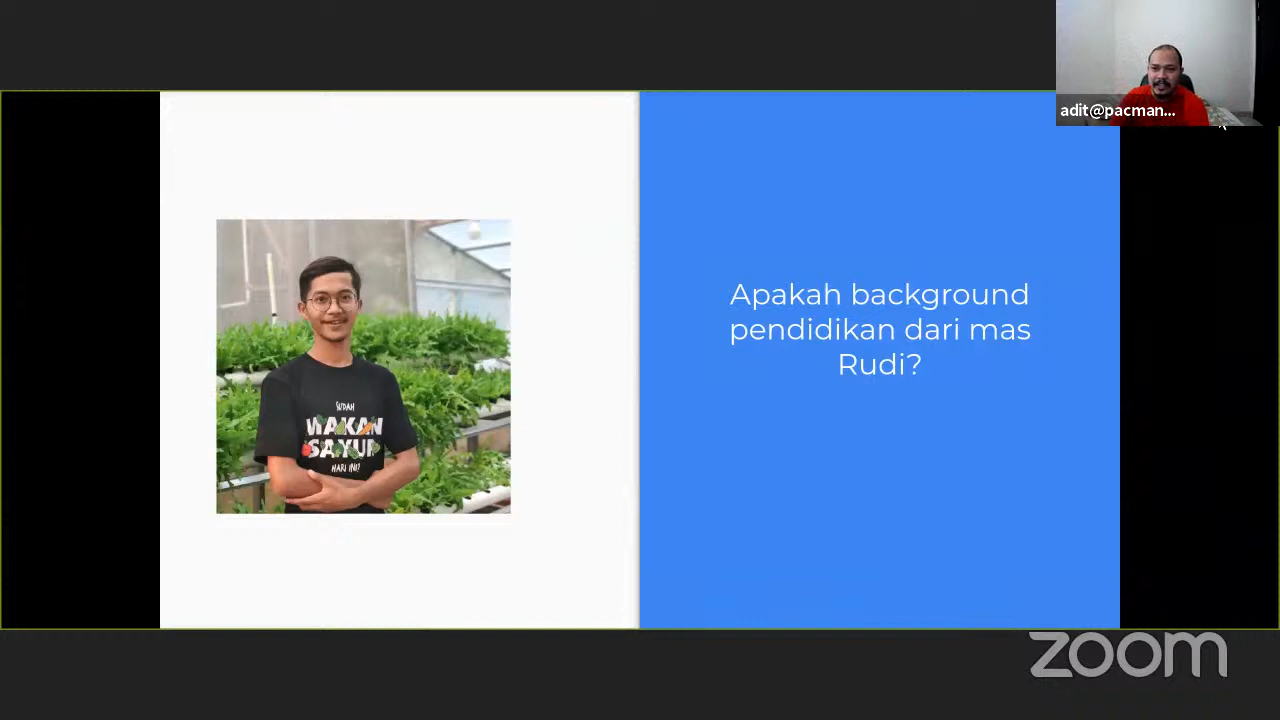 adit@pacman...
Apakah background
pendidikan dari mas
Rudi?
SUDAH
MAKAN
SAYUR
HARI INI?
zoom